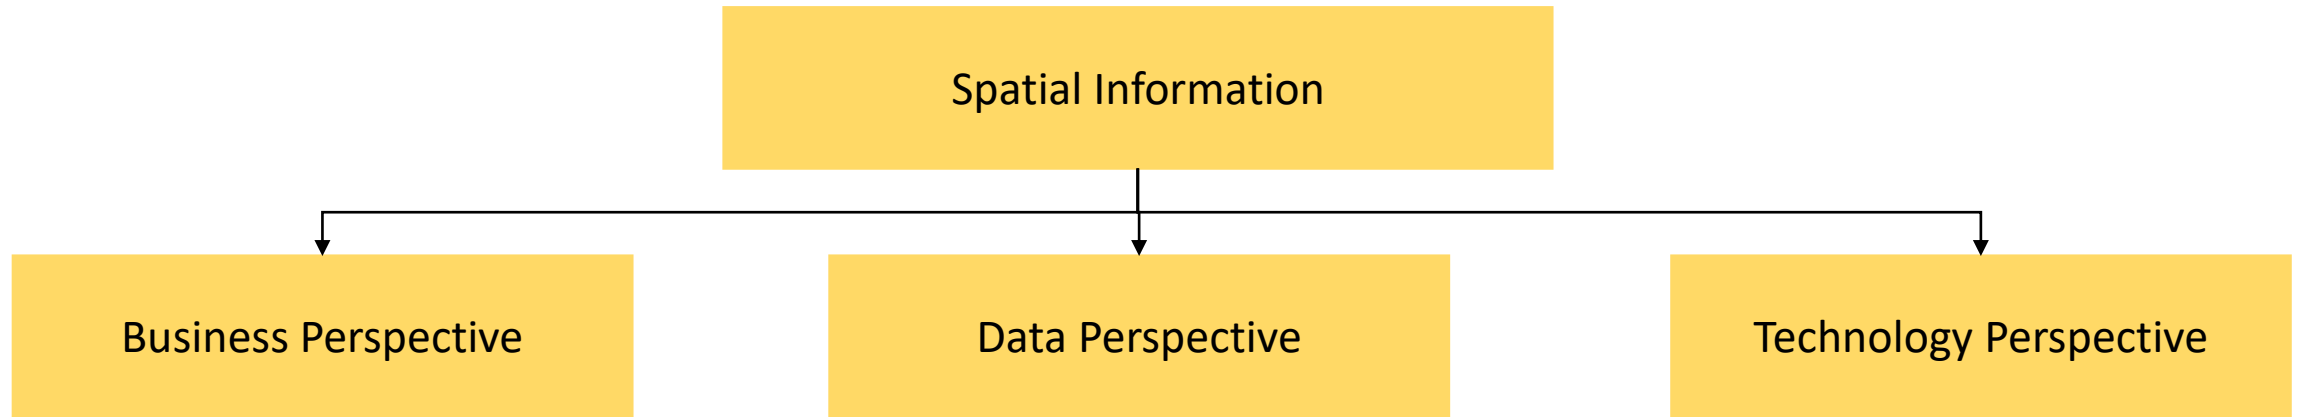 Spatial Information
Business Perspective
Data Perspective
Technology Perspective